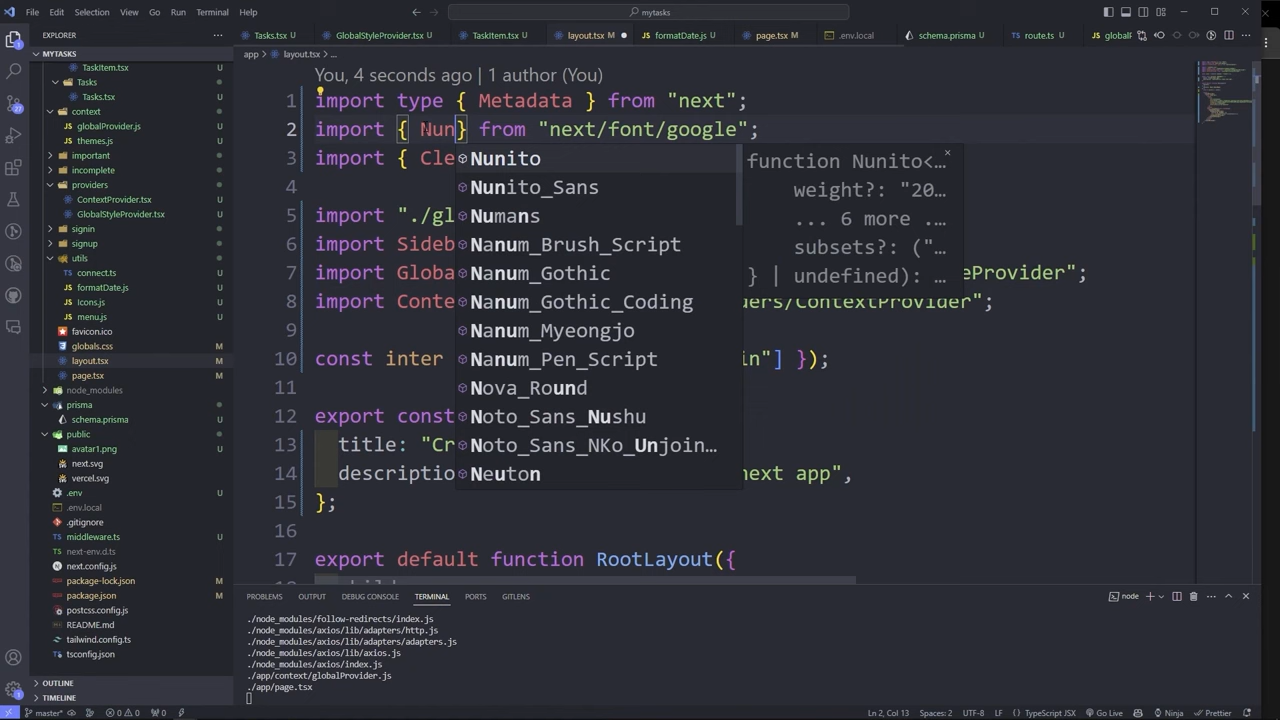 File Edit Selection View Go Run Terminal Help
mytasks
EXPLORER
Tasks.tsx U
GlobalStyleProvider.tsx U
TaskItem.tsx U
layout.tsx
formatDate.js U
page.tsx M
.env.local
schema.prisma U
route.ts U
MYTASKS
app > layout.tsx > ...
TaskItem.tsx U
Tasks
Tasks.tsx U
context
globalProvider.js U
themes.js U
important
incomplete
providers
ContextProvider.tsx U
GlobalStyleProvider.tsx U
signin
signup
utils
connect.ts U
formatDate.js U
Icons.js U
menu.js U
favicon.ico
globals.css M
layout.tsx M
page.tsx M
node_modules
prisma
schema.prisma U
public
avatar1.png U
next.svg
vercel.svg
.env U
.env.local
.gitignore
middleware.ts U
next-env.d.ts
next.config.js
package-lock.json M
package.json M
postcss.config.js
README.md
tailwind.config.ts
tsconfig.json
OUTLINE
TIMELINE
You, 4 seconds ago | 1 author (You)
1 import type { Metadata } from "next";
2 import { Nun} from "next/font/google";
3 import { Cle
4
5 import "./gl
6 import Sideb
7 import Globa eProvider";
8 import Conte ders/ContextProvider";
9
10 const inter in"] });
11
12 export const
13 title: "Cr
14 descriptio next app",
15 };
16
17 export default function RootLayout({
Nunito
Nunito_Sans
Numans
Nanum_Brush_Script
Nanum_Gothic
Nanum_Gothic_Coding
Nanum_Myeongjo
Nanum_Pen_Script
Nova_Round
Noto_Sans_Nushu
Noto_Sans_NKo_Unjoin…
Neuton
function Nunito<…
weight?: "20…
... 6 more .…
subsets?: ("…
} | undefined): …
PROBLEMS OUTPUT DEBUG CONSOLE TERMINAL PORTS GITLENS
node
./node_modules/follow-redirects/index.js
./node_modules/axios/lib/adapters/http.js
./node_modules/axios/lib/adapters/adapters.js
./node_modules/axios/lib/axios.js
./node_modules/axios/index.js
./app/context/globalProvider.js
./app/page.tsx
master* 0 0 0 Ln 2, Col 13 Spaces: 2 UTF-8 LF TypeScript JSX Go Live Ninja Prettier